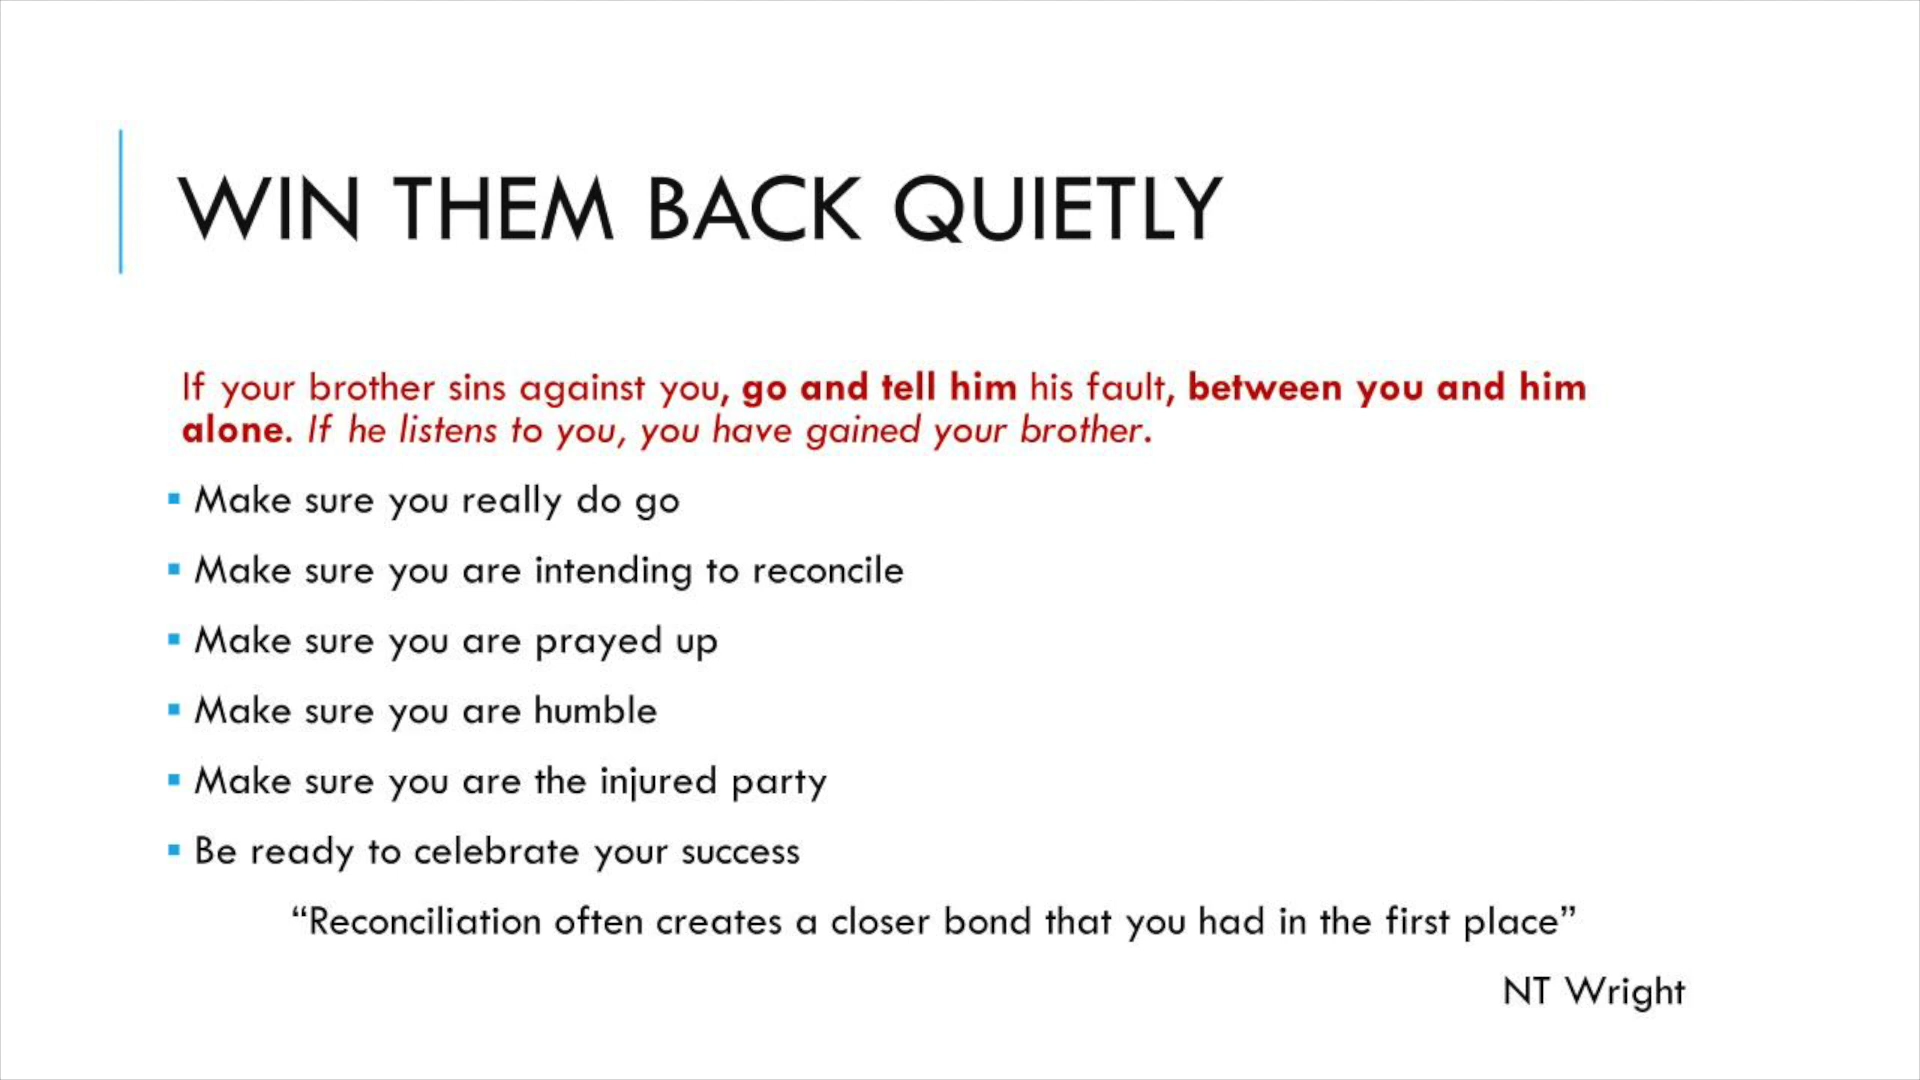 WIN THEM BACK QUIETLY
If your brother sins against you, go and tell him his fault, between you and him
alone. If he listens to you, you have gained your brother.
▪ Make sure you really do go
▪ Make sure you are intending to reconcile
▪ Make sure you are prayed up
▪ Make sure you are humble
▪ Make sure you are the injured party
▪ Be ready to celebrate your success
“Reconciliation often creates a closer bond that you had in the first place”
NT Wright